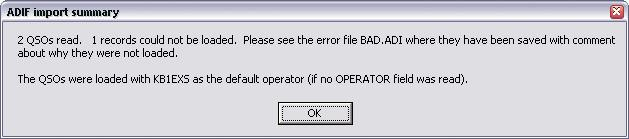 ADIF import summary
2 QSOs read.   1 records could not be loaded.  Please see the error file BAD.ADI where they have been saved with comment
about why they were not loaded.
The QSOs were loaded with KB1EXS as the default operator (if no OPERATOR field was read).
OK